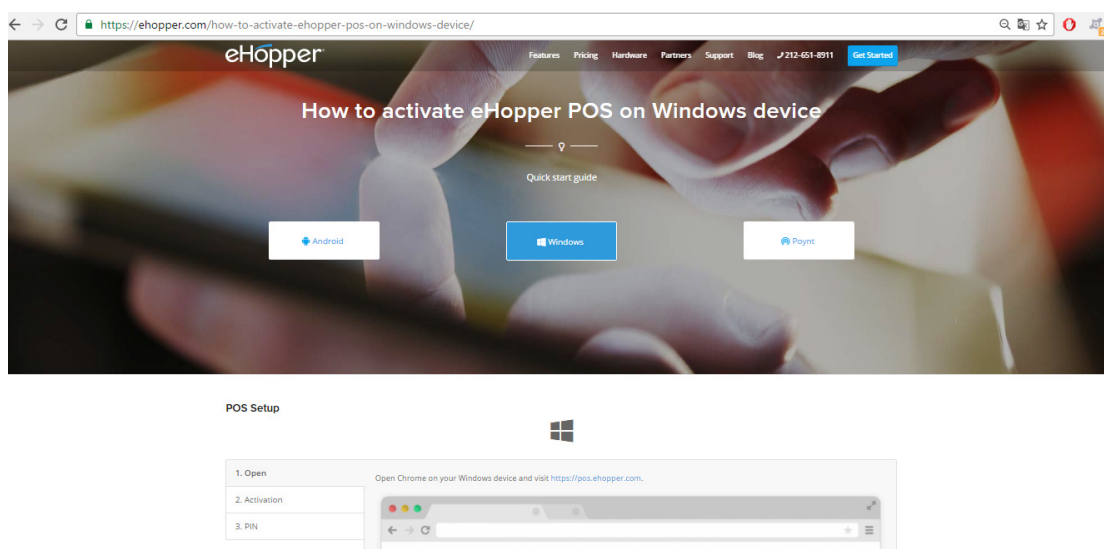 https://ehopper.com/how-to-activate-ehopper-pos-on-windows-device/
eHopper
Features Pricing Hardware Partners Support Blog 212-651-8911 Get Started
How to activate eHopper POS on Windows device
Quick start guide
Android Windows Poynt
POS Setup
1. Open
Open Chrome on your Windows device and visit https://pos.ehopper.com.
2. Activation
3. PIN